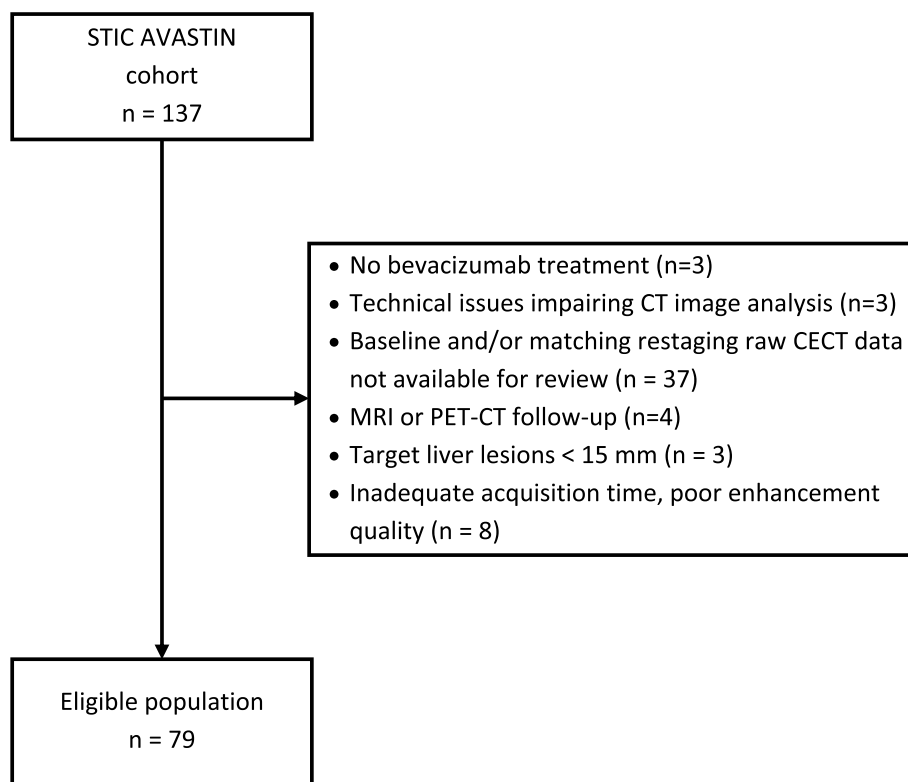 STIC AVASTIN
cohort
n = 137
• No bevacizumab treatment (n=3)
• Technical issues impairing CT image analysis (n=3)
• Baseline and/or matching restaging raw CECT data
not available for review (n = 37)
• MRI or PET-CT follow-up (n=4)
• Target liver lesions < 15 mm (n = 3)
• Inadequate acquisition time, poor enhancement
quality (n = 8)
Eligible population
n = 79